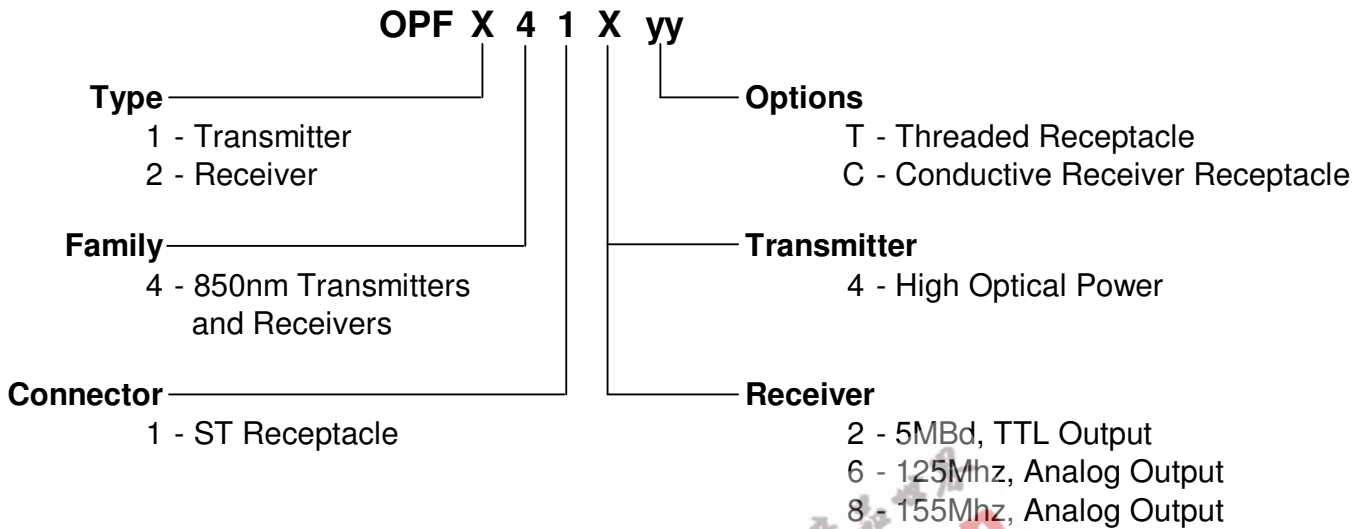 OPF X 4 1 X yy
Type
1 - Transmitter
2 - Receiver
Family
4 - 850nm Transmitters
and Receivers
Connector
1 - ST Receptacle
Options
T - Threaded Receptacle
C - Conductive Receiver Receptacle
Transmitter
4 - High Optical Power
Receiver
2 - 5MBd, TTL Output
6 - 125Mhz, Analog Output
8 - 155Mhz, Analog Output